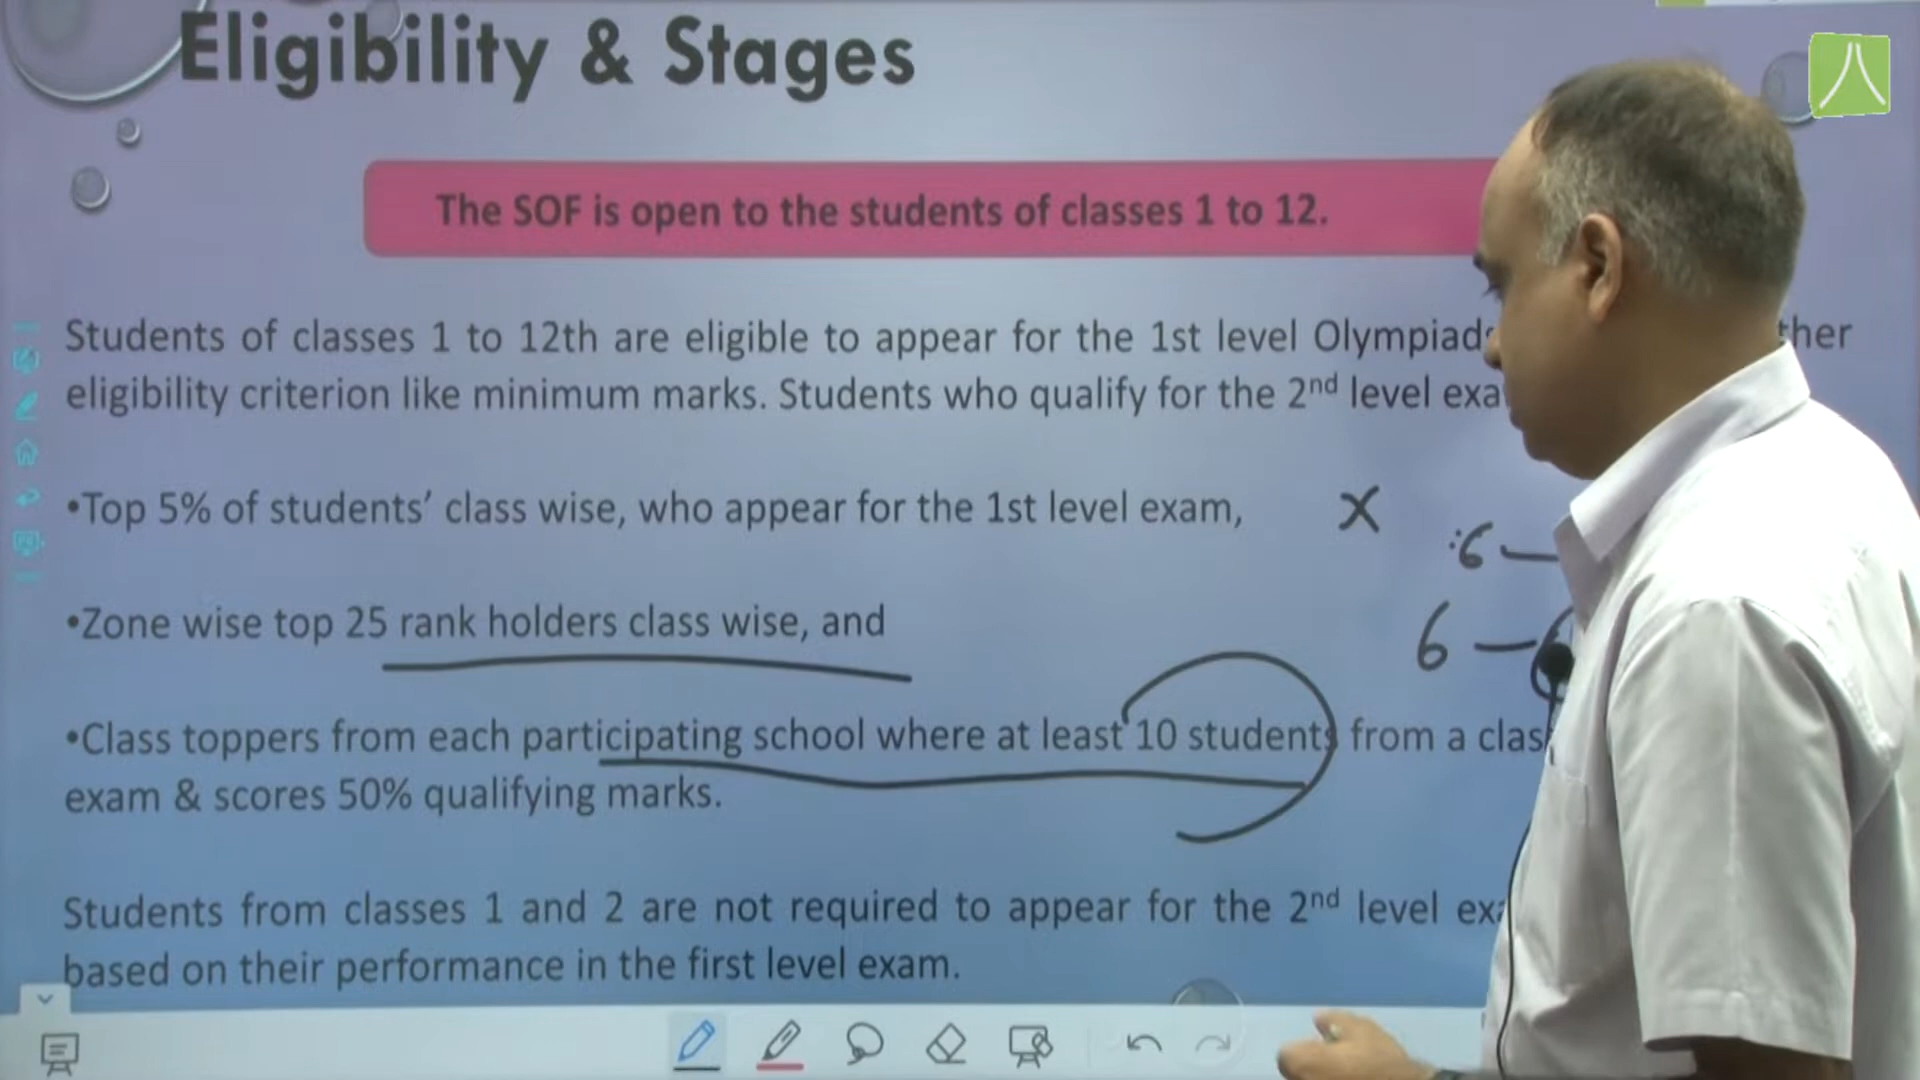 Eligibility & Stages
The SOF is open to the students of classes 1 to 12.
Students of classes 1 to 12th are eligible to appear for the 1st level Olympiads ther
eligibility criterion like minimum marks. Students who qualify for the 2nd level exa
•Top 5% of students' class wise, who appear for the 1st level exam, X
6 —
•Zone wise top 25 rank holders class wise, and 6 — 6
•Class toppers from each participating school where at least 10 students from a clas
exam & scores 50% qualifying marks.
Students from classes 1 and 2 are not required to appear for the 2nd level exa
based on their performance in the first level exam.